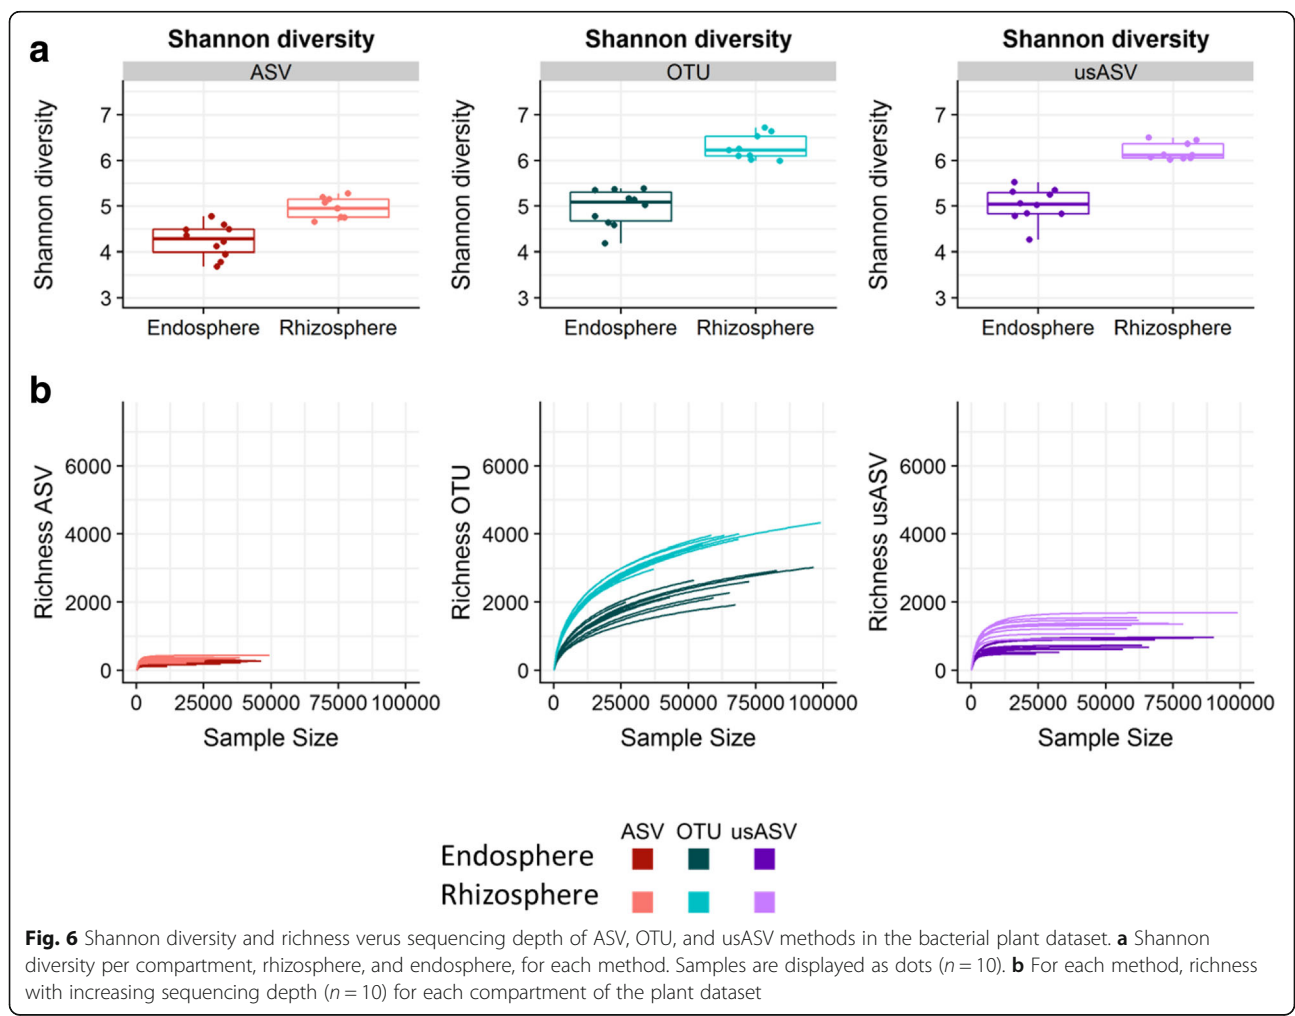 a
Shannon diversity
Shannon diversity
Shannon diversity
ASV
OTU
usASV
Shannon diversity
7
6
5
4
3
Endosphere
Rhizosphere
Shannon diversity
7
6
5
4
3
Endosphere
Rhizosphere
Shannon diversity
7
6
5
4
3
Endosphere
Rhizosphere
b
Richness ASV
6000
4000
2000
0
0 25000 50000 75000 100000
Sample Size
Richness OTU
6000
4000
2000
0
0 25000 50000 75000 100000
Sample Size
Richness usASV
6000
4000
2000
0
0 25000 50000 75000 100000
Sample Size
ASV OTU usASV
Endosphere
Rhizosphere
Fig. 6 Shannon diversity and richness verus sequencing depth of ASV, OTU, and usASV methods in the bacterial plant dataset. a Shannon
diversity per compartment, rhizosphere, and endosphere, for each method. Samples are displayed as dots (n = 10). b For each method, richness
with increasing sequencing depth (n = 10) for each compartment of the plant dataset